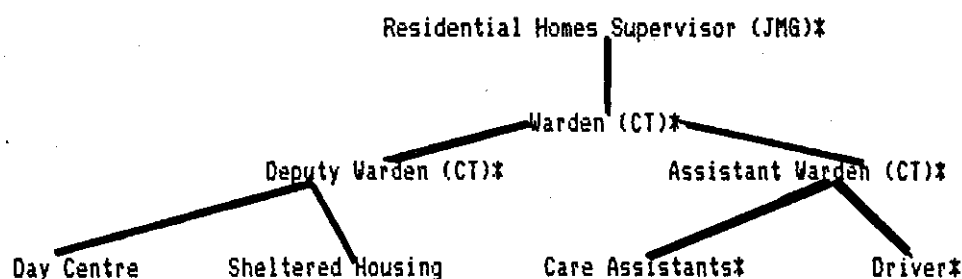 Residential Homes Supervisor (JMG)*
Warden (CT)*
Deputy Warden (CT)* Assistant Warden (CT)*
Day Centre Sheltered Housing Care Assistants* Driver*